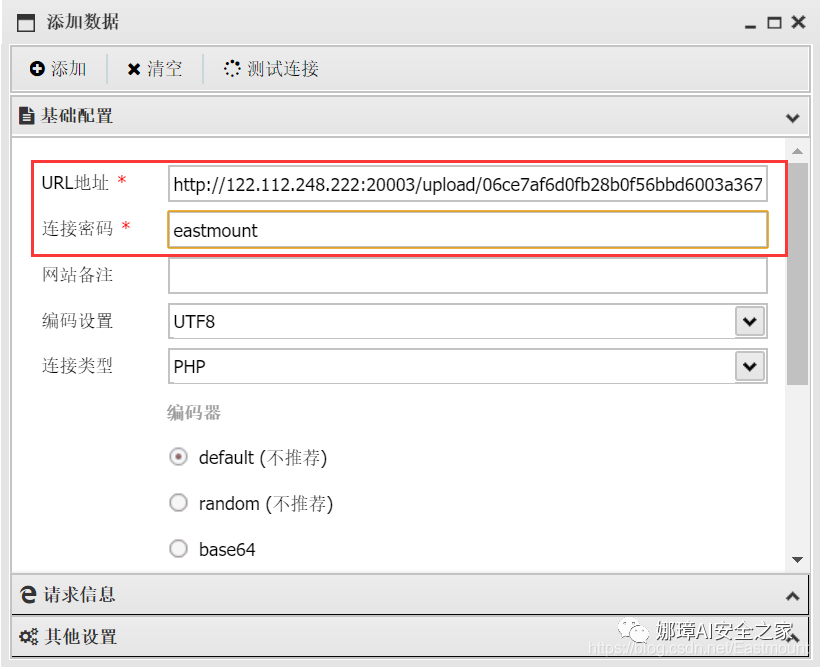 添加数据
添加 清空 测试连接
基础配置
URL地址 * http://122.112.248.222:20003/upload/06ce7af6d0fb28b0f56bbd6003a367
连接密码 * eastmount
网站备注
编码设置 UTF8
连接类型 PHP
编码器
default (不推荐)
random (不推荐)
base64
请求信息
其他设置
娜璋AI安全之家
https://blog.csdn.net/Eastmount